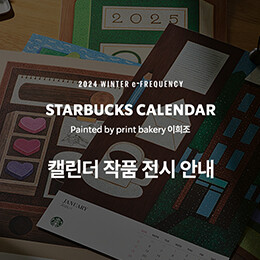 2024 WINTER e-FREQUENCY
STARBUCKS CALENDAR
Painted by print bakery 이희조
캘린더 작품 전시 안내
JANUARY